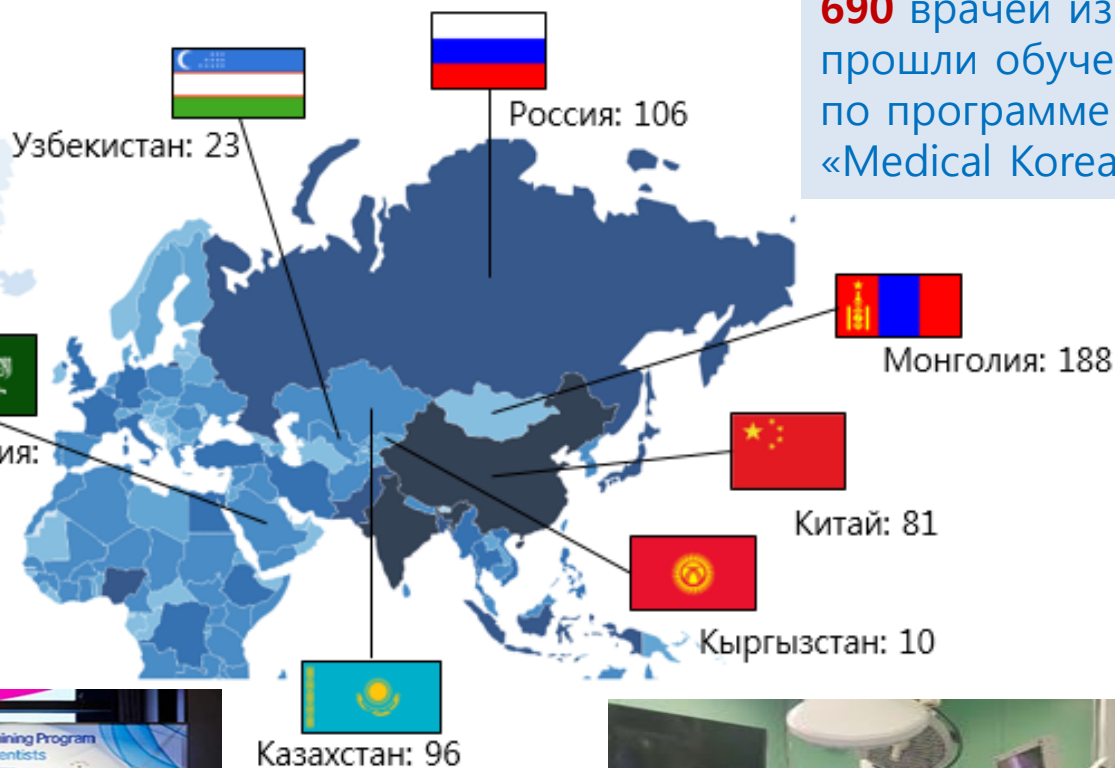 690 врачей из
прошли обуче
по программе
«Medical Korea
Россия: 106
Узбекистан: 23
Монголия: 188
ия:
Китай: 81
Кыргызстан: 10
Казахстан: 96
ining Program
entists